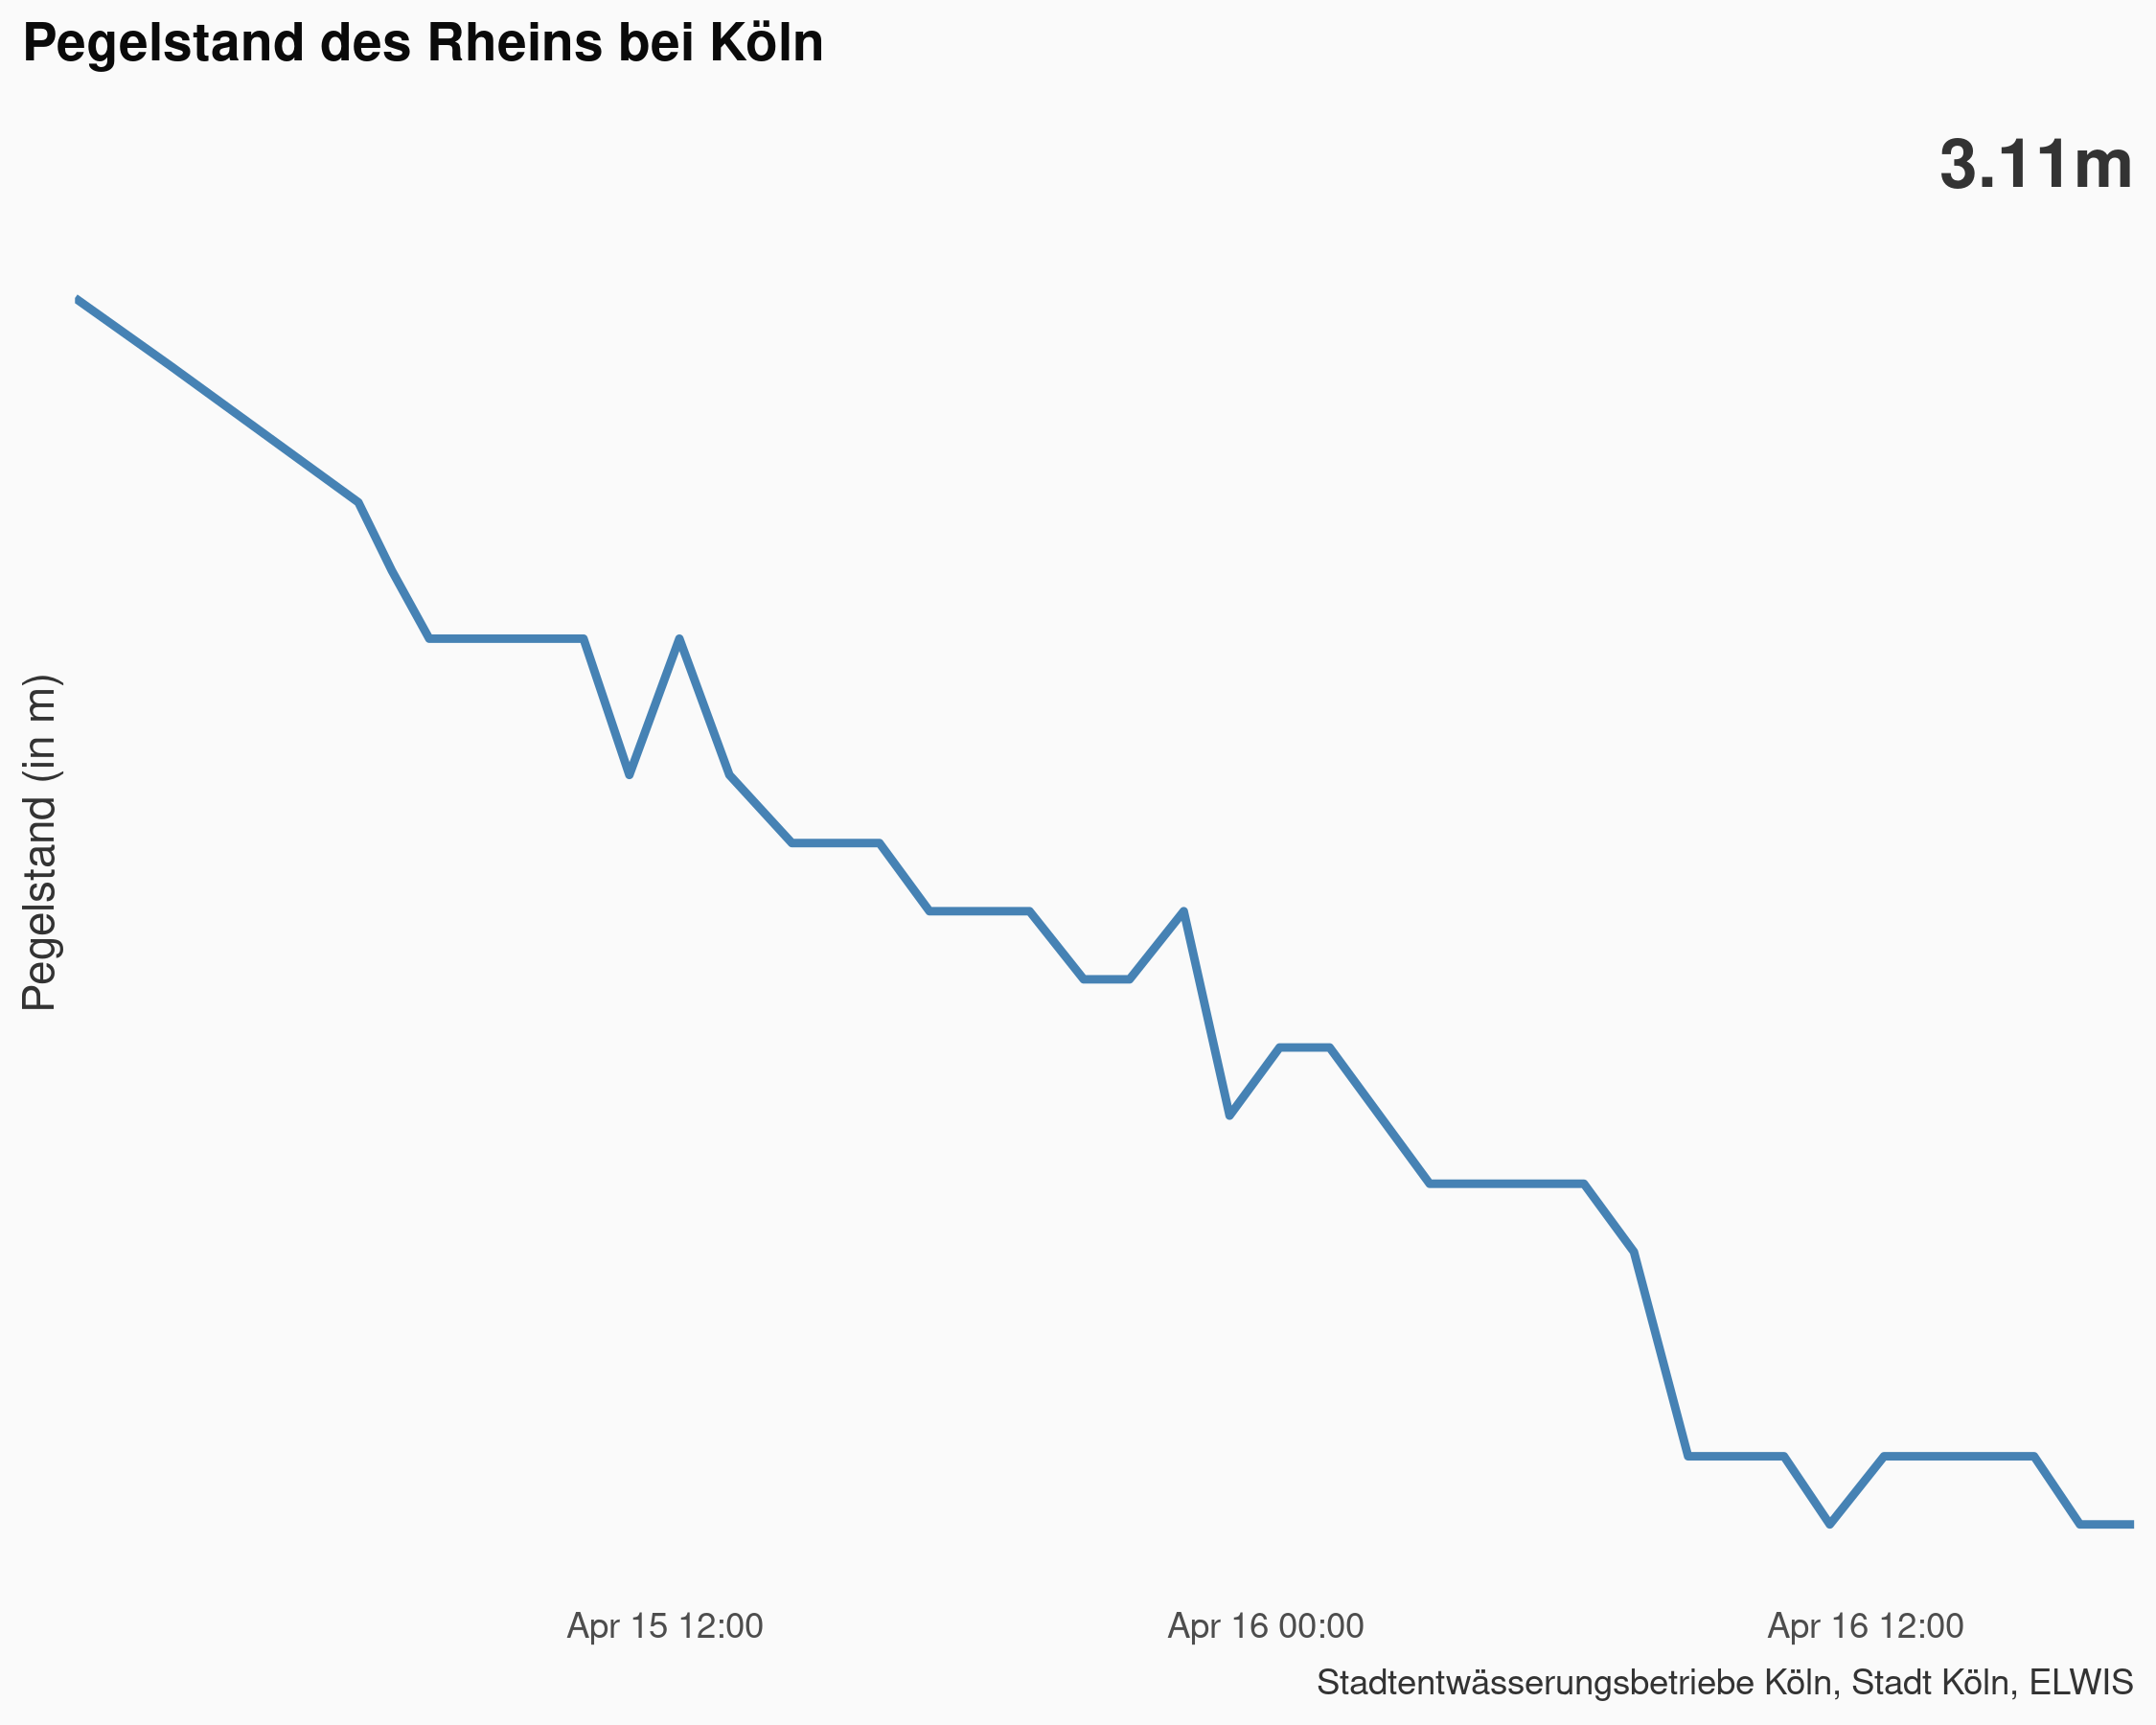 Pegelstand des Rheins bei Köln
3.11m
Pegelstand (in m)
Apr 15 12:00
Apr 16 00:00
Apr 16 12:00
Stadtentwässerungsbetriebe Köln, Stadt Köln, ELWIS